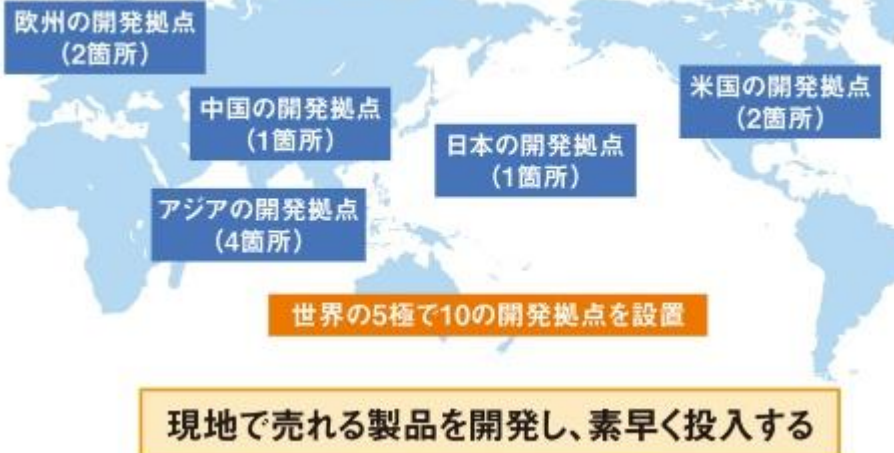 欧州の開発拠点
(2箇所)
中国の開発拠点
(1箇所)
アジアの開発拠点
(4箇所)
日本の開発拠点
(1箇所)
米国の開発拠点
(2箇所)
世界の5極で10の開発拠点を設置
現地で売れる製品を開発し、素早く投入する